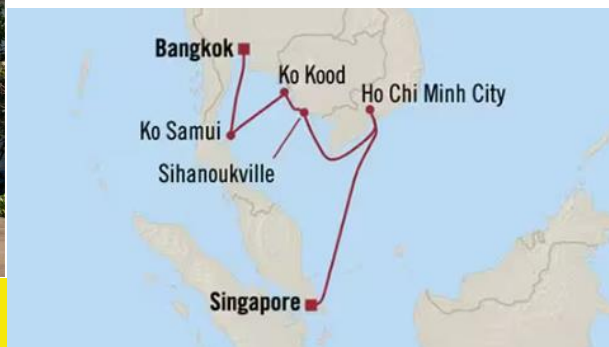 Bangkok
Ko Kood
Ho Chi Minh City
Ko Samui
Sihanoukville
Singapore